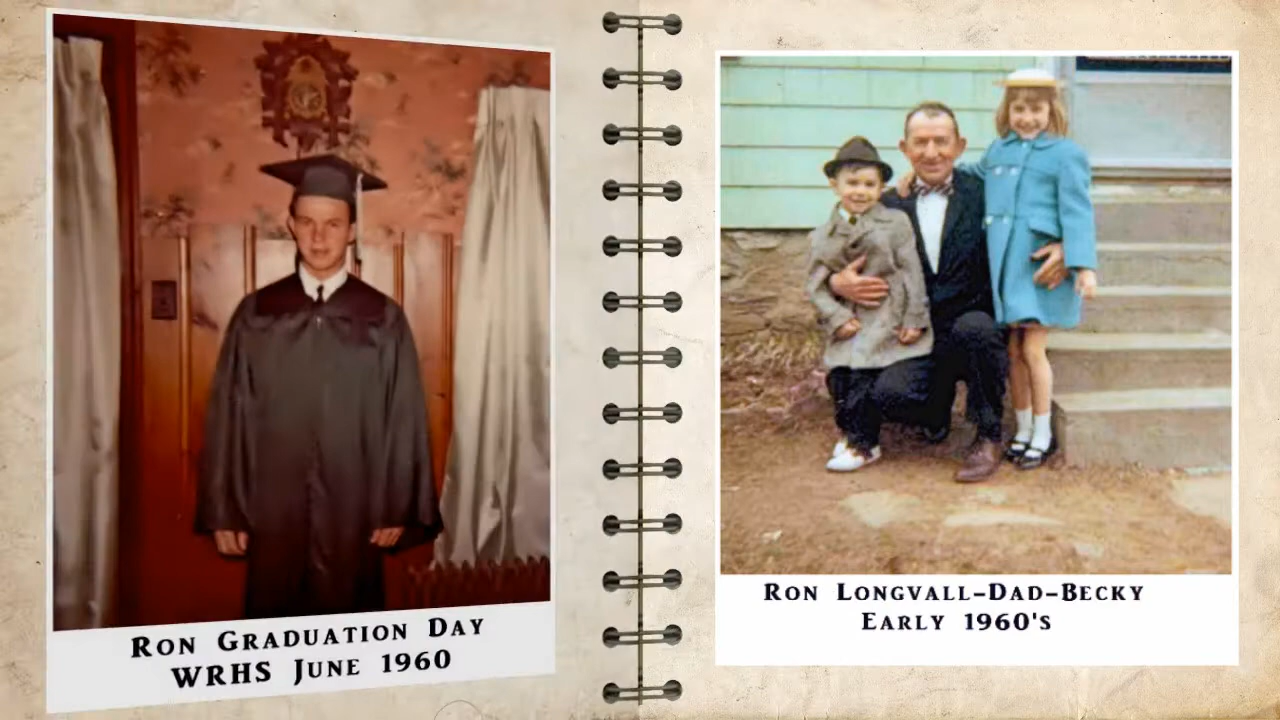 Ron Graduation Day
WRHS June 1960
Ron Longvall-Dad-Becky
Early 1960's